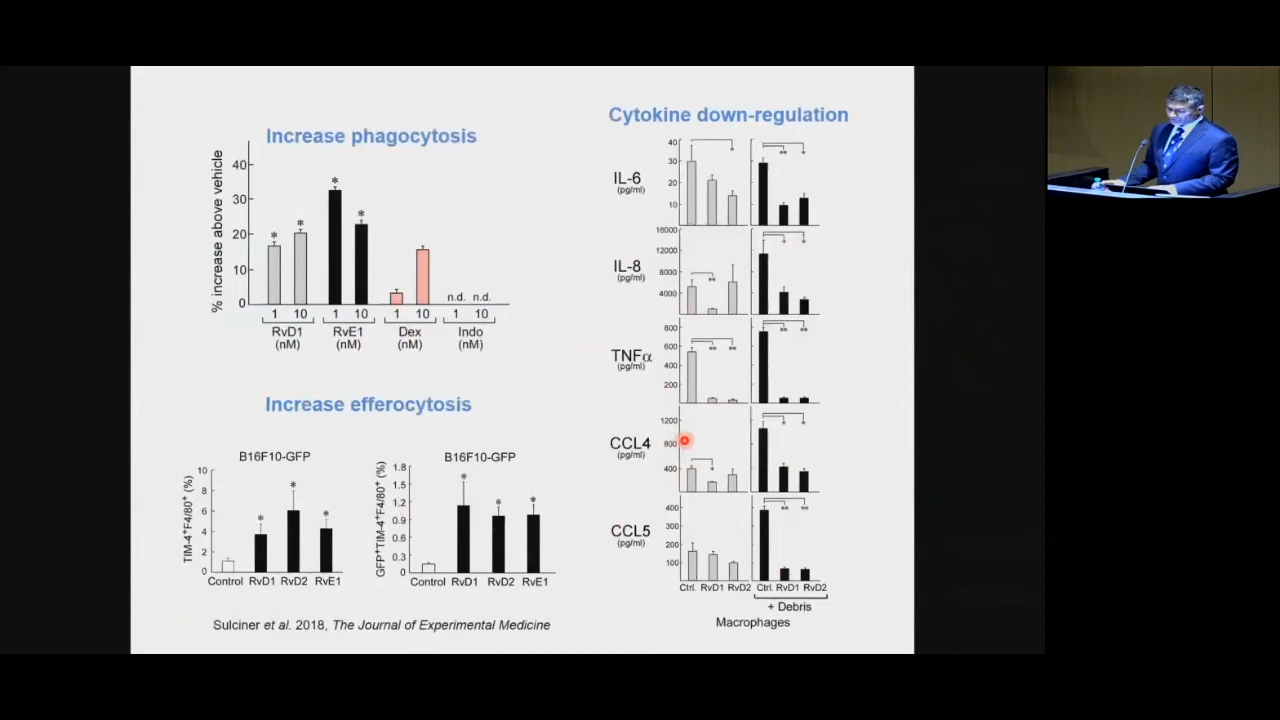 Increase phagocytosis
% increase above vehicle
40
30
20
10
0
* * * *
n.d. n.d.
1 10 1 10 1 10 1 10
RvD1 RvE1 Dex Indo
(nM) (nM) (nM) (nM)
Increase efferocytosis
B16F10-GFP
TIM-4⁺F4/80⁺ (%)
10
8
6
4
2
0
* * *
Control RvD1 RvD2 RvE1
B16F10-GFP
GFP⁺TIM-4⁺F4/80⁺ (%)
1.8
1.5
1.2
0.9
0.6
0.3
0
* * *
Control RvD1 RvD2 RvE1
Sulciner et al. 2018, The Journal of Experimental Medicine
Cytokine down-regulation
IL-6
(pg/ml)
40
30
20
10
* ** *
IL-8
(pg/ml)
16000
12000
8000
4000
** * *
TNFα
(pg/ml)
800
600
400
200
** ** ** **
CCL4
(pg/ml)
1200
800
400
* * *
CCL5
(pg/ml)
400
300
200
100
** **
Ctrl. RvD1 RvD2 Ctrl. RvD1 RvD2
+ Debris
Macrophages